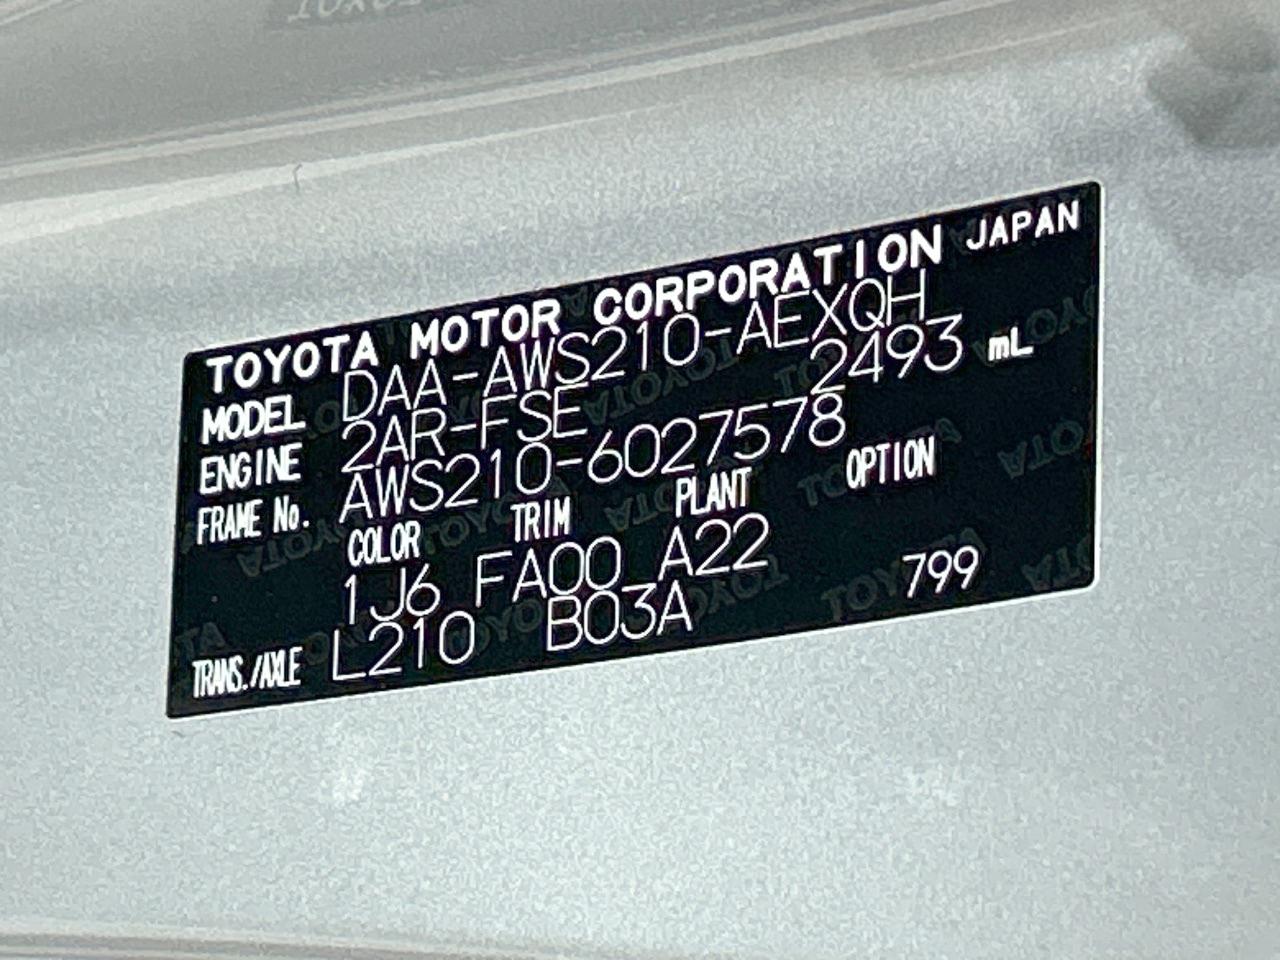 TOYOTA MOTOR CORPORATION JAPAN
MODEL DAA-AWS210-AEXQH
ENGINE 2AR-FSE 2493 mL
FRAME No. AWS210-6027578
COLOR TRIM PLANT OPTION
1J6 FA00 A22
TRANS./AXLE L210 B03A 799